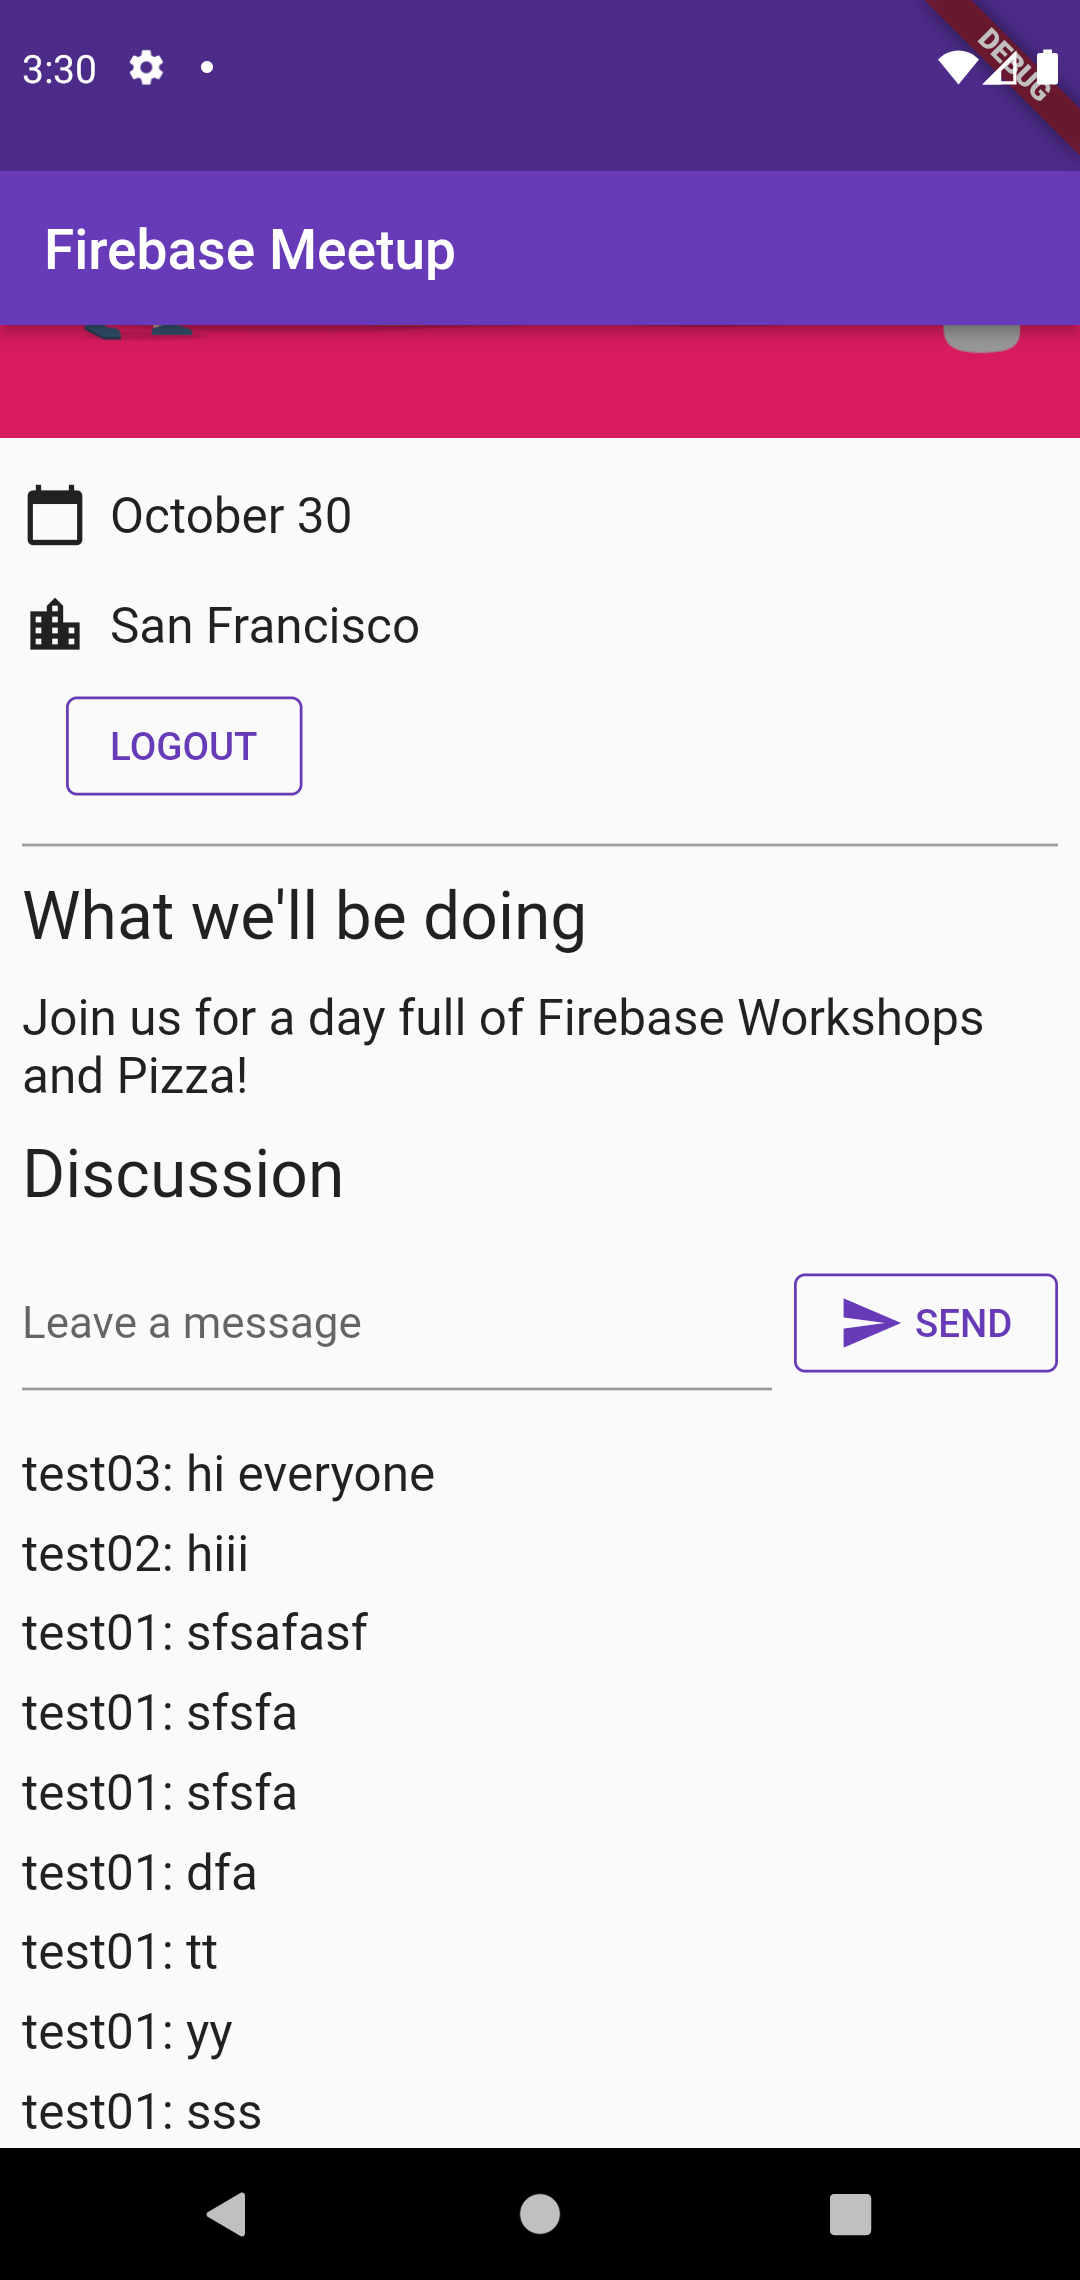 3:30
DEBUG
Firebase Meetup
October 30
San Francisco
LOGOUT
What we'll be doing
Join us for a day full of Firebase Workshops
and Pizza!
Discussion
Leave a message
SEND
test03: hi everyone
test02: hiii
test01: sfsafasf
test01: sfsfa
test01: sfsfa
test01: dfa
test01: tt
test01: yy
test01: sss